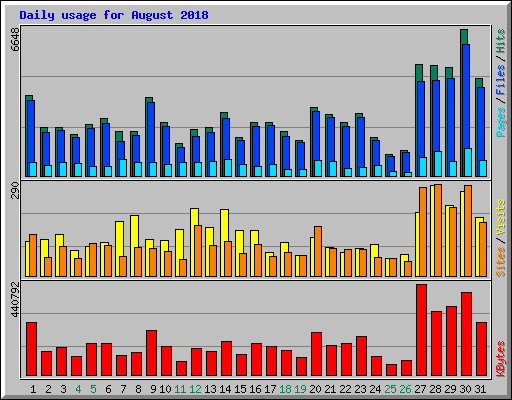 Daily usage for August 2018
6648
Pages / Files / Hits
290
Sites / Visits
440792
KBytes
1 2 3 4 5 6 7 8 9 10 11 12 13 14 15 16 17 18 19 20 21 22 23 24 25 26 27 28 29 30 31